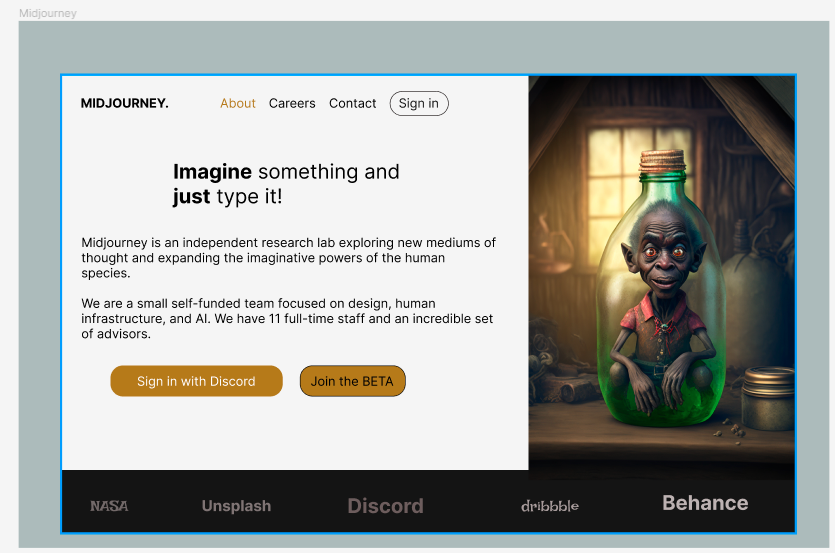 Midjourney
MIDJOURNEY.
About
Careers
Contact
Sign in
Imagine something and
just type it!
Midjourney is an independent research lab exploring new mediums of
thought and expanding the imaginative powers of the human
species.
We are a small self-funded team focused on design, human
infrastructure, and AI. We have 11 full-time staff and an incredible set
of advisors.
Sign in with Discord
Join the BETA
NASA
Unsplash
Discord
dribbble
Behance